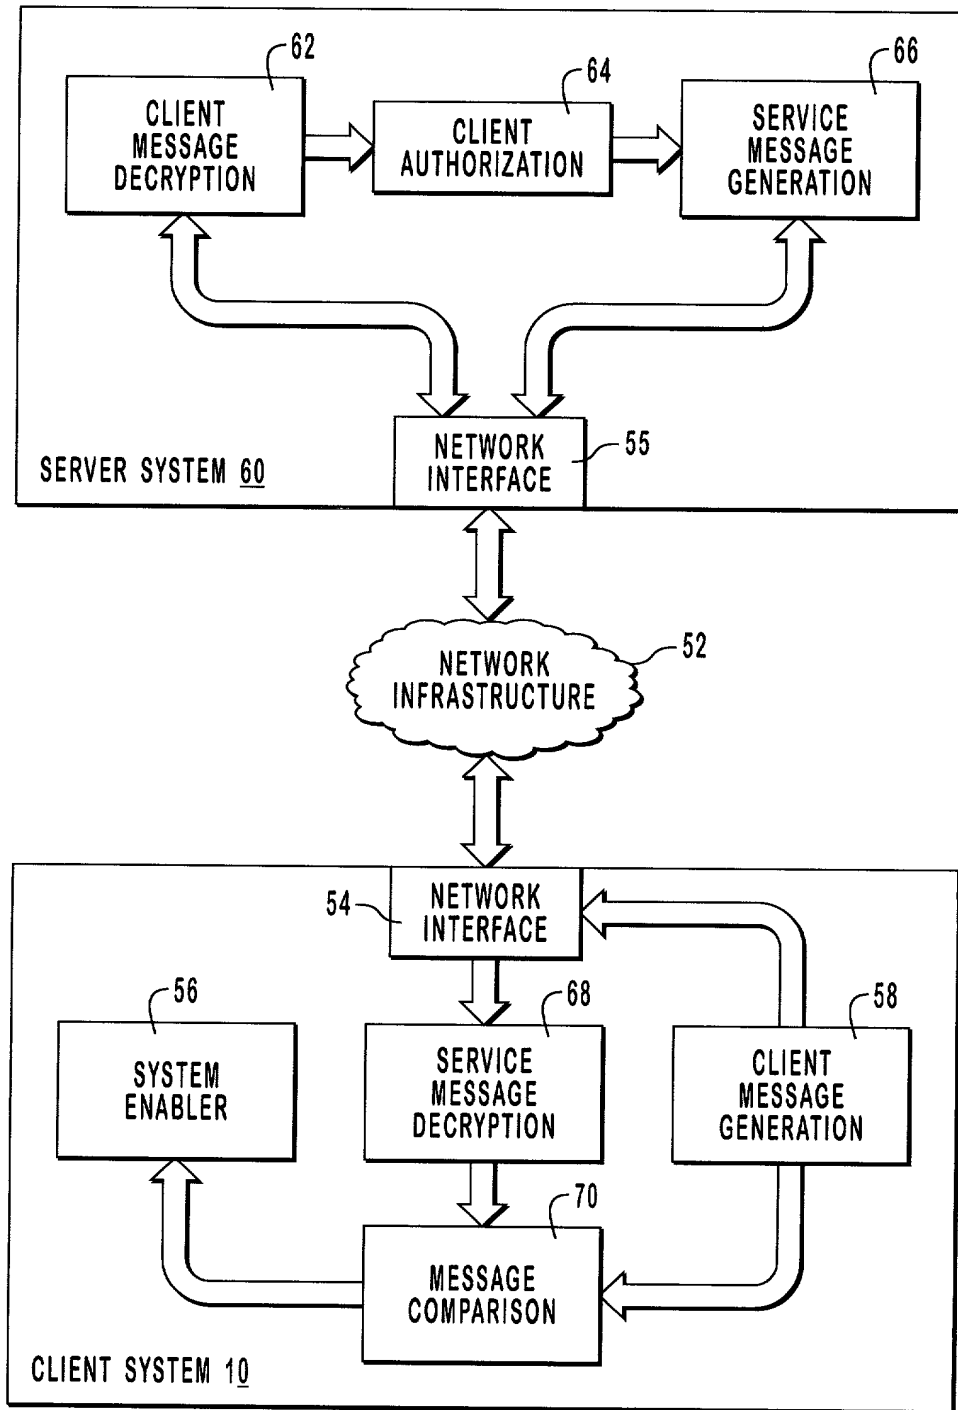 62
CLIENT
MESSAGE
DECRYPTION
64
CLIENT
AUTHORIZATION
66
SERVICE
MESSAGE
GENERATION
NETWORK
INTERFACE
55
SERVER SYSTEM 60
NETWORK
INFRASTRUCTURE
52
54
NETWORK
INTERFACE
56
SYSTEM
ENABLER
68
SERVICE
MESSAGE
DECRYPTION
58
CLIENT
MESSAGE
GENERATION
70
MESSAGE
COMPARISON
CLIENT SYSTEM 10